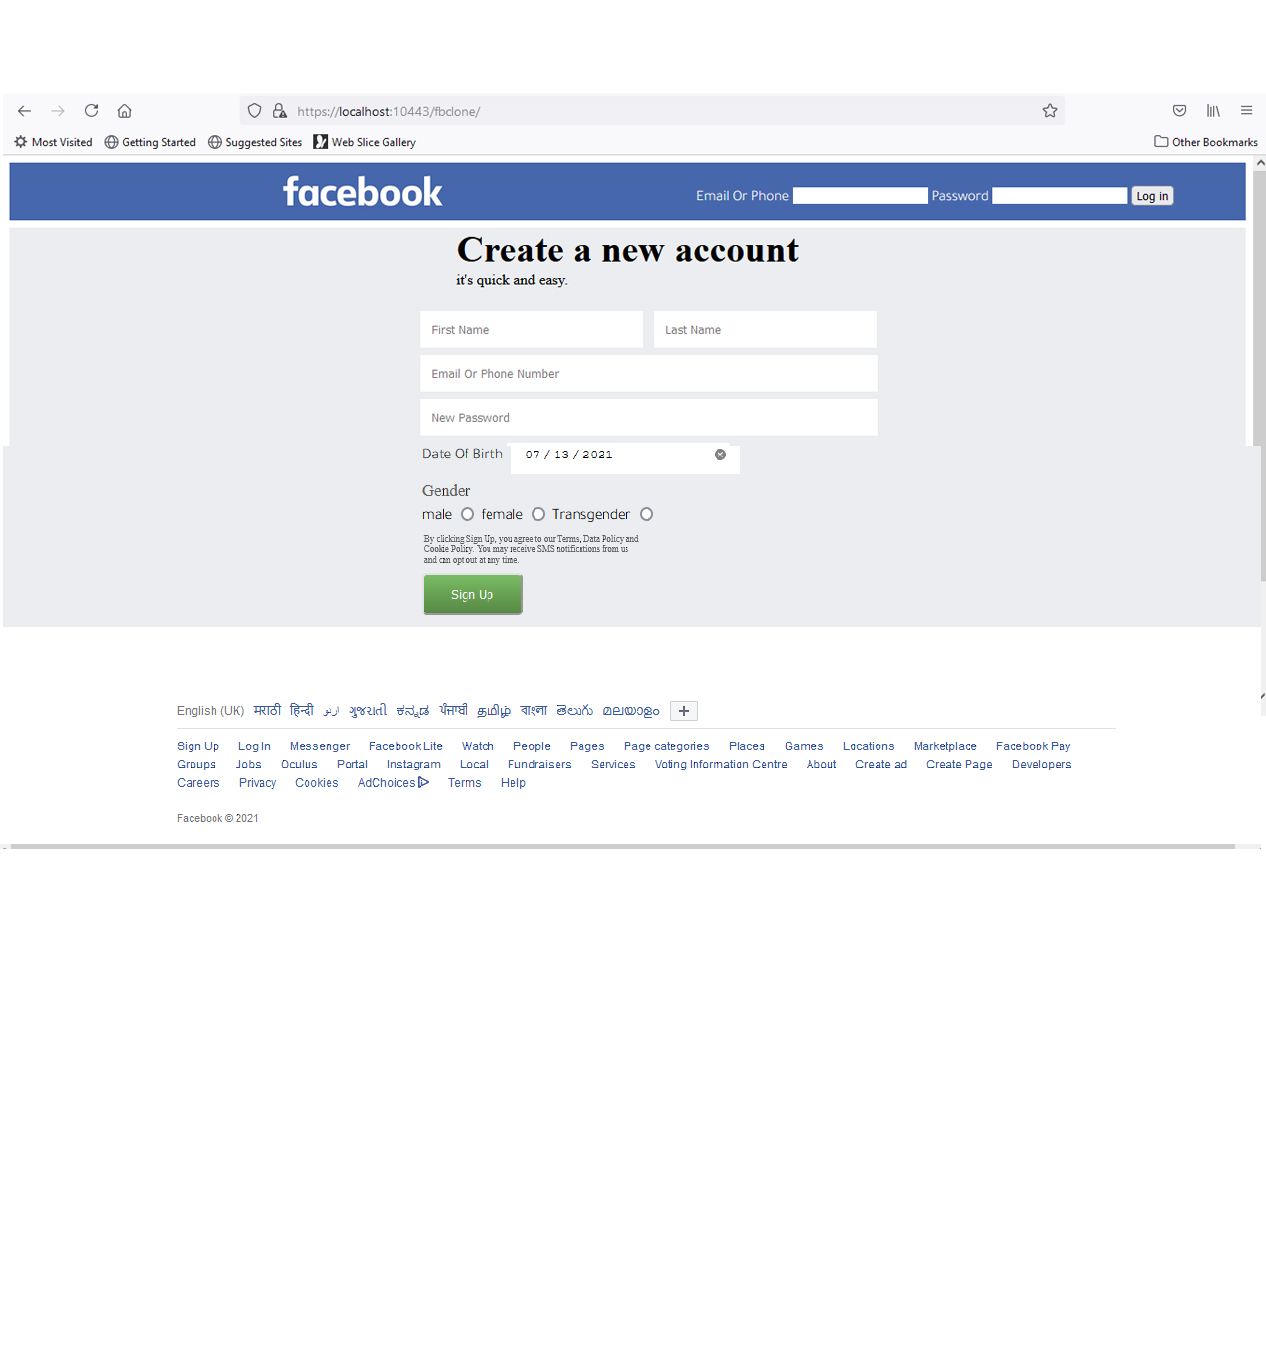 https://localhost:10443/fbclone/
Most Visited Getting Started Suggested Sites Web Slice Gallery Other Bookmarks
facebook Email Or Phone Password Log in
Create a new account
it's quick and easy.
First Name Last Name
Email Or Phone Number
New Password
Date Of Birth 07 / 13 / 2021
Gender
male female Transgender
By clicking Sign Up, you agree to our Terms, Data Policy and
Cookie Policy. You may receive SMS notifications from us
and can opt out at any time.
Sign Up
English (UK) मराठी हिन्दी اردو ગુજરાતી ಕನ್ನಡ ਪੰਜਾਬੀ தமிழ் বাংলা తెలుగు മലയാളം +
Sign Up Log In Messenger Facebook Lite Watch People Pages Page categories Places Games Locations Marketplace Facebook Pay
Groups Jobs Oculus Portal Instagram Local Fundraisers Services Voting Information Centre About Create ad Create Page Developers
Careers Privacy Cookies AdChoices Terms Help
Facebook © 2021